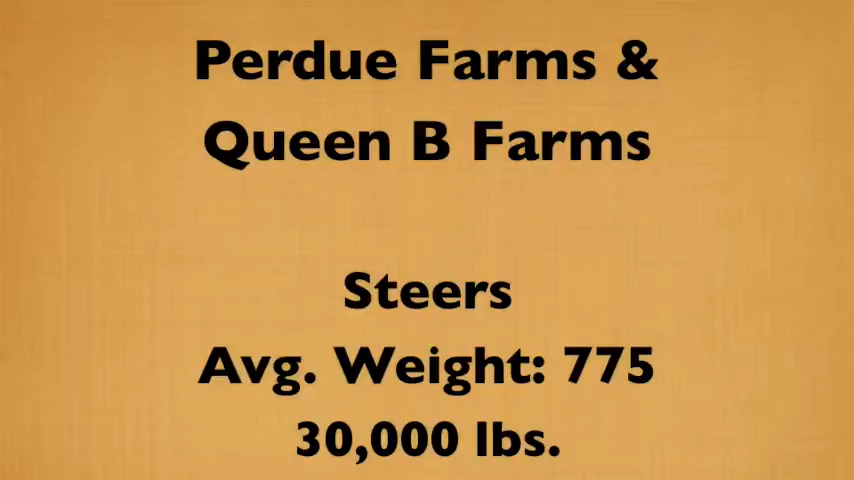 Perdue Farms &
Queen B Farms
Steers
Avg. Weight: 775
30,000 lbs.